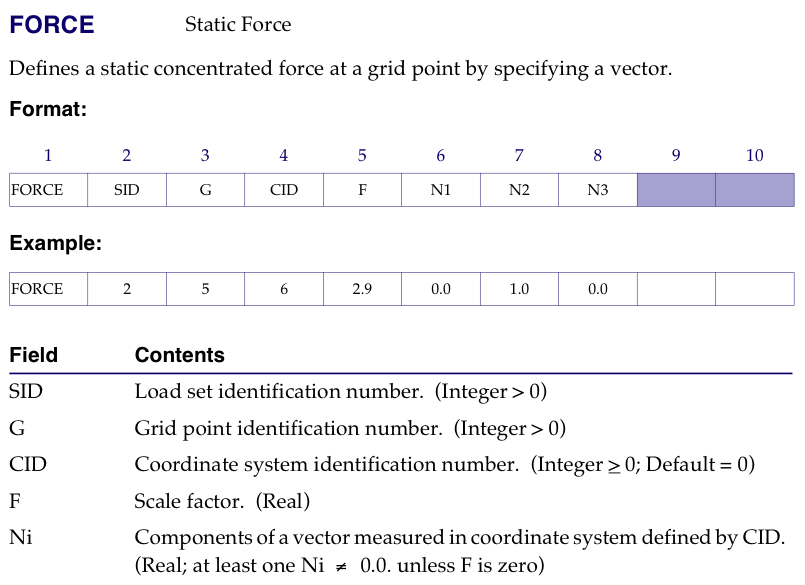 FORCE Static Force
Defines a static concentrated force at a grid point by specifying a vector.
Format:
1 2 3 4 5 6 7 8 9 10
FORCE SID G CID F N1 N2 N3
Example:
FORCE 2 5 6 2.9 0.0 1.0 0.0
Field Contents
SID Load set identification number. (Integer > 0)
G Grid point identification number. (Integer > 0)
CID Coordinate system identification number. (Integer ≥ 0; Default = 0)
F Scale factor. (Real)
Ni Components of a vector measured in coordinate system defined by CID.
(Real; at least one Ni ≠ 0.0. unless F is zero)